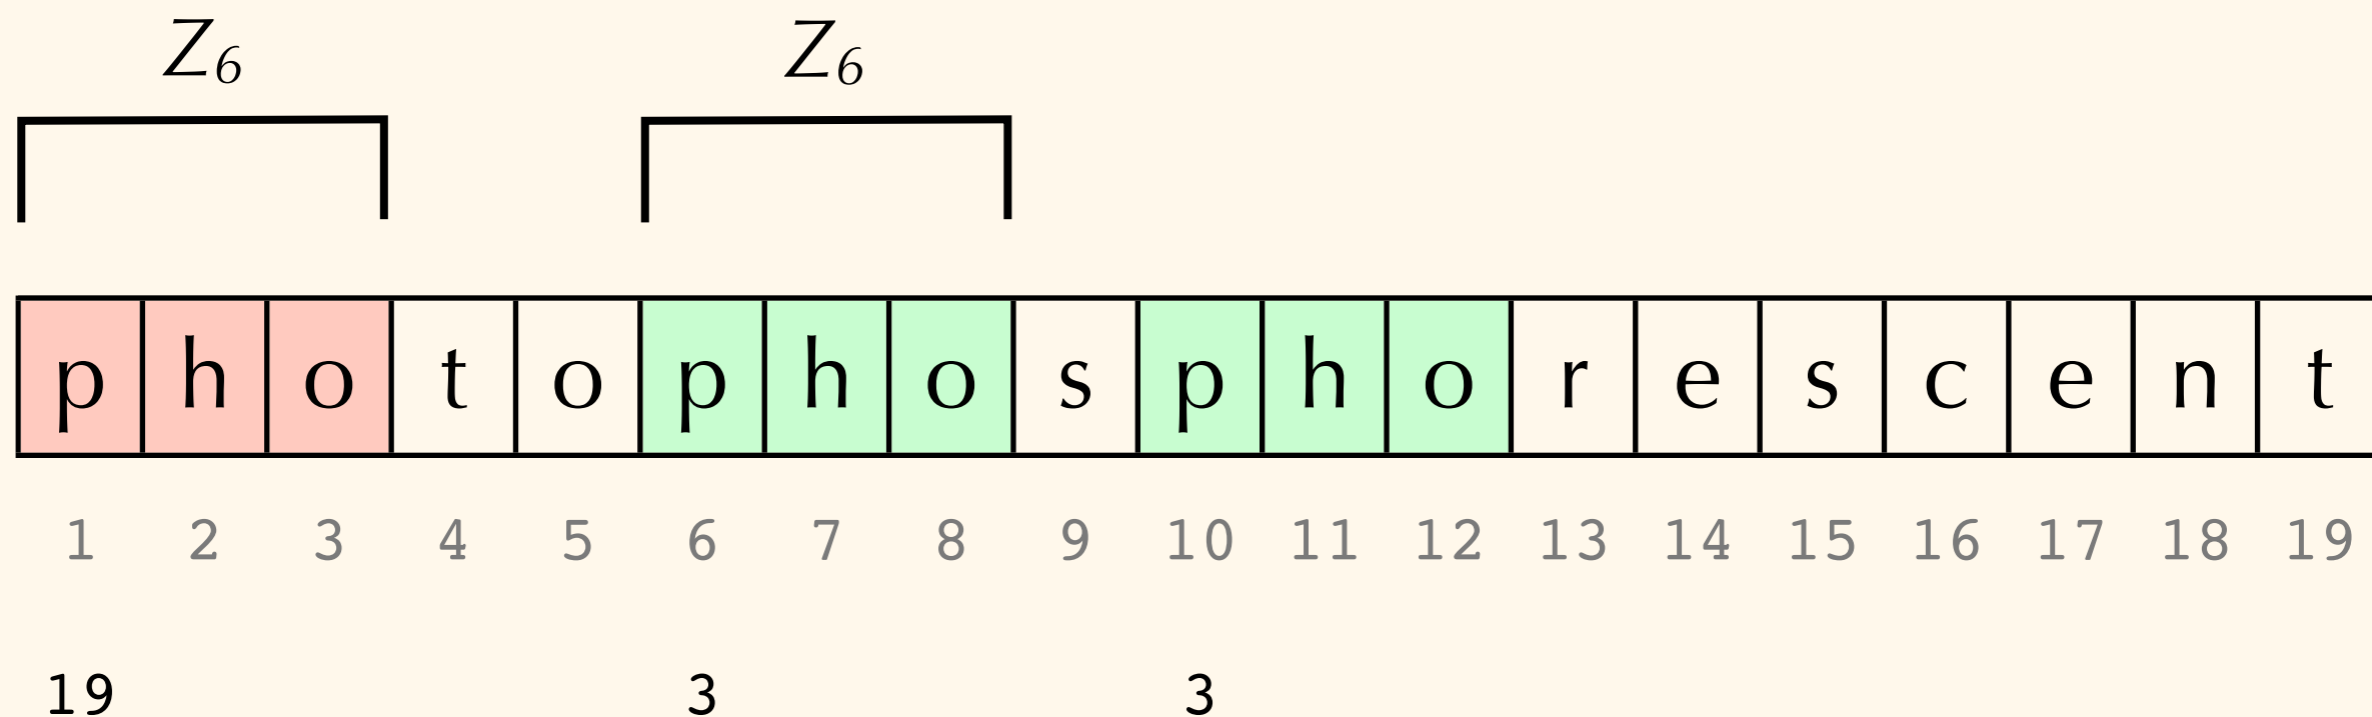 Z6 Z6
p h o t o p h o s p h o r e s c e n t
1 2 3 4 5 6 7 8 9 10 11 12 13 14 15 16 17 18 19
19 3 3